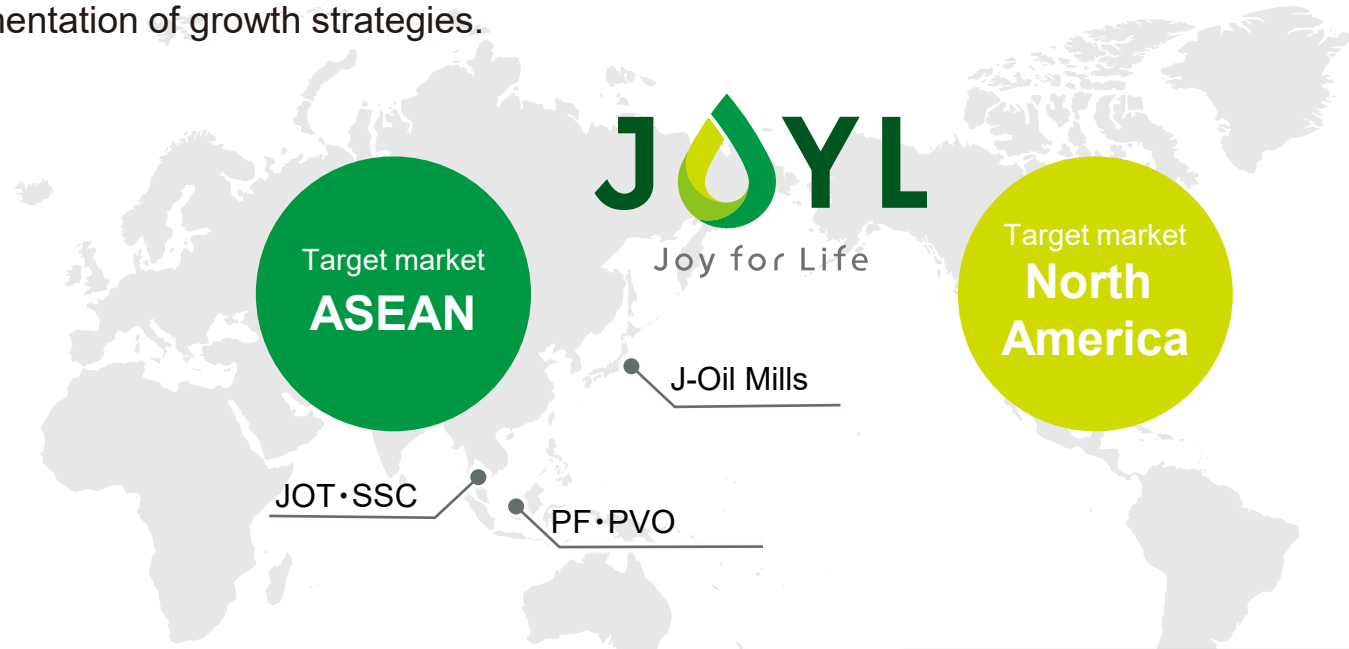 mentation of growth strategies.
JOYL
Joy for Life
Target market
ASEAN
Target market
North
America
J-Oil Mills
JOT・SSC
PF・PVO